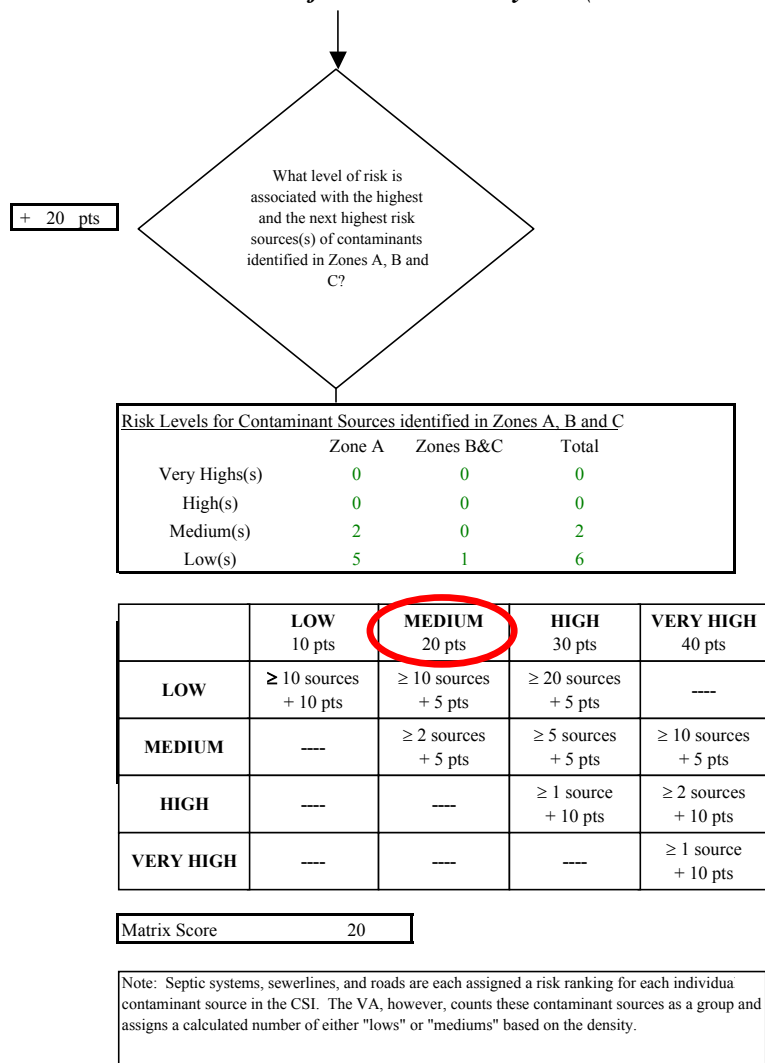 What level of risk is
associated with the highest
and the next highest risk
sources(s) of contaminants
identified in Zones A, B and
C?
+ 20 pts
Risk Levels for Contaminant Sources identified in Zones A, B and C
Zone A Zones B&C Total
Very Highs(s) 0 0 0
High(s) 0 0 0
Medium(s) 2 0 2
Low(s) 5 1 6
LOW MEDIUM HIGH VERY HIGH
10 pts 20 pts 30 pts 40 pts
LOW ≥ 10 sources ≥ 10 sources ≥ 20 sources ----
+ 10 pts + 5 pts + 5 pts
MEDIUM ---- ≥ 2 sources ≥ 5 sources ≥ 10 sources
+ 5 pts + 5 pts + 5 pts
HIGH ---- ---- ≥ 1 source ≥ 2 sources
+ 10 pts + 10 pts
VERY HIGH ---- ---- ---- ≥ 1 source
+ 10 pts
Matrix Score 20
Note: Septic systems, sewerlines, and roads are each assigned a risk ranking for each individua
contaminant source in the CSI. The VA, however, counts these contaminant sources as a group and
assigns a calculated number of either "lows" or "mediums" based on the density.